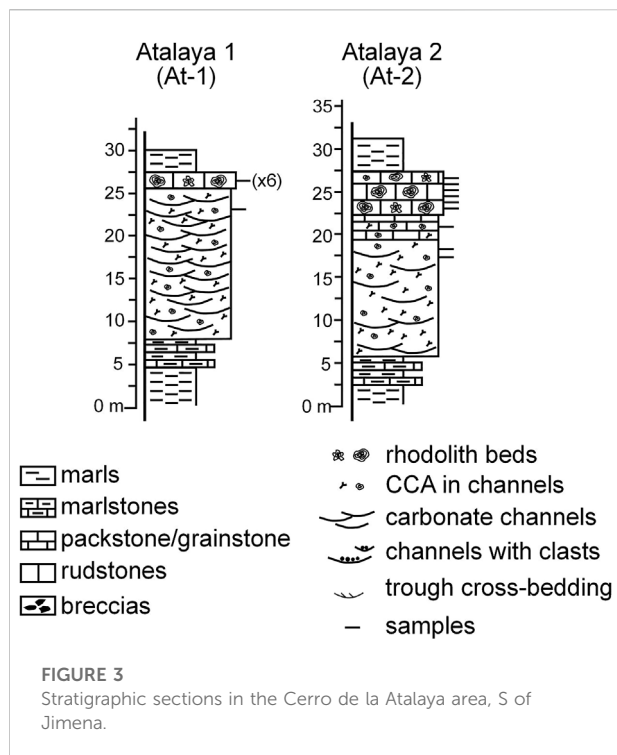 Atalaya 1
(At-1)
Atalaya 2
(At-2)
30
25
20
15
10
5
0 m
(x6)
35
30
25
20
15
10
5
0 m
marls
marlstones
packstone/grainstone
rudstones
breccias
rhodolith beds
CCA in channels
carbonate channels
channels with clasts
trough cross-bedding
samples
FIGURE 3
Stratigraphic sections in the Cerro de la Atalaya area, S of
Jimena.